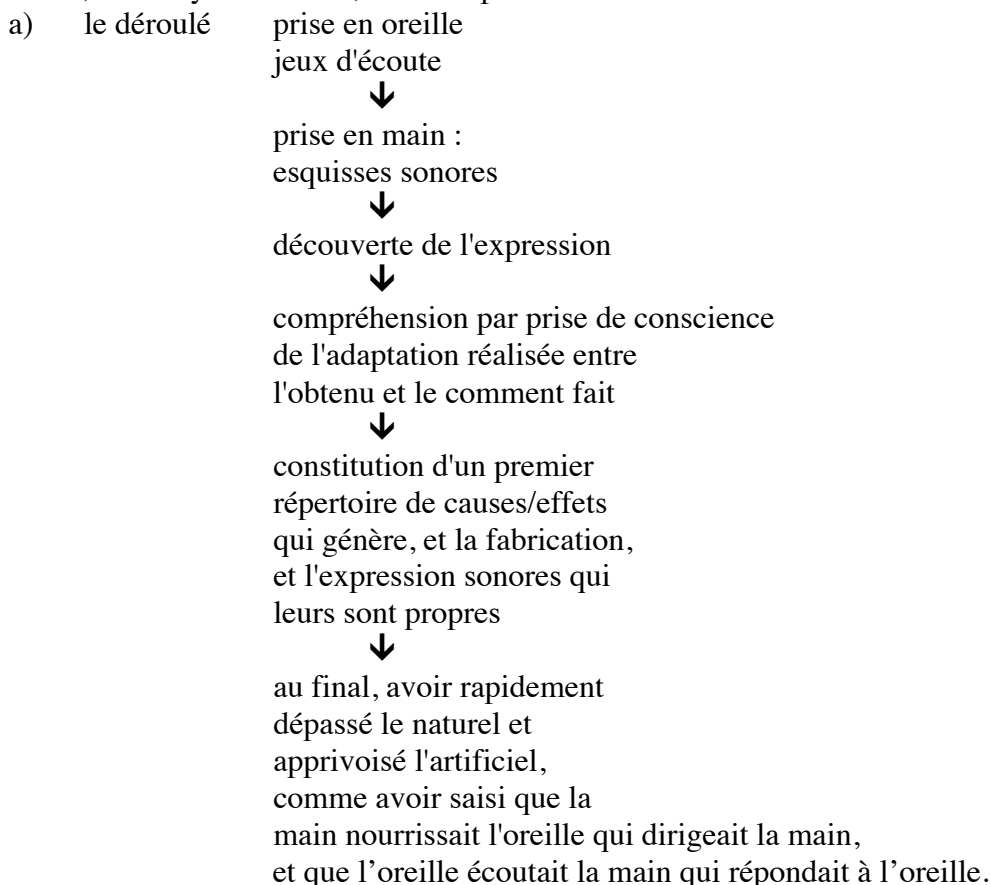 a) le déroulé prise en oreille
jeux d'écoute
🡻
prise en main :
esquisses sonores
🡻
découverte de l'expression
🡻
compréhension par prise de conscience
de l'adaptation réalisée entre
l'obtenu et le comment fait
🡻
constitution d'un premier
répertoire de causes/effets
qui génère, et la fabrication,
et l'expression sonores qui
leurs sont propres
🡻
au final, avoir rapidement
dépassé le naturel et
apprivoisé l'artificiel,
comme avoir saisi que la
main nourrissait l'oreille qui dirigeait la main,
et que l’oreille écoutait la main qui répondait à l’oreille.